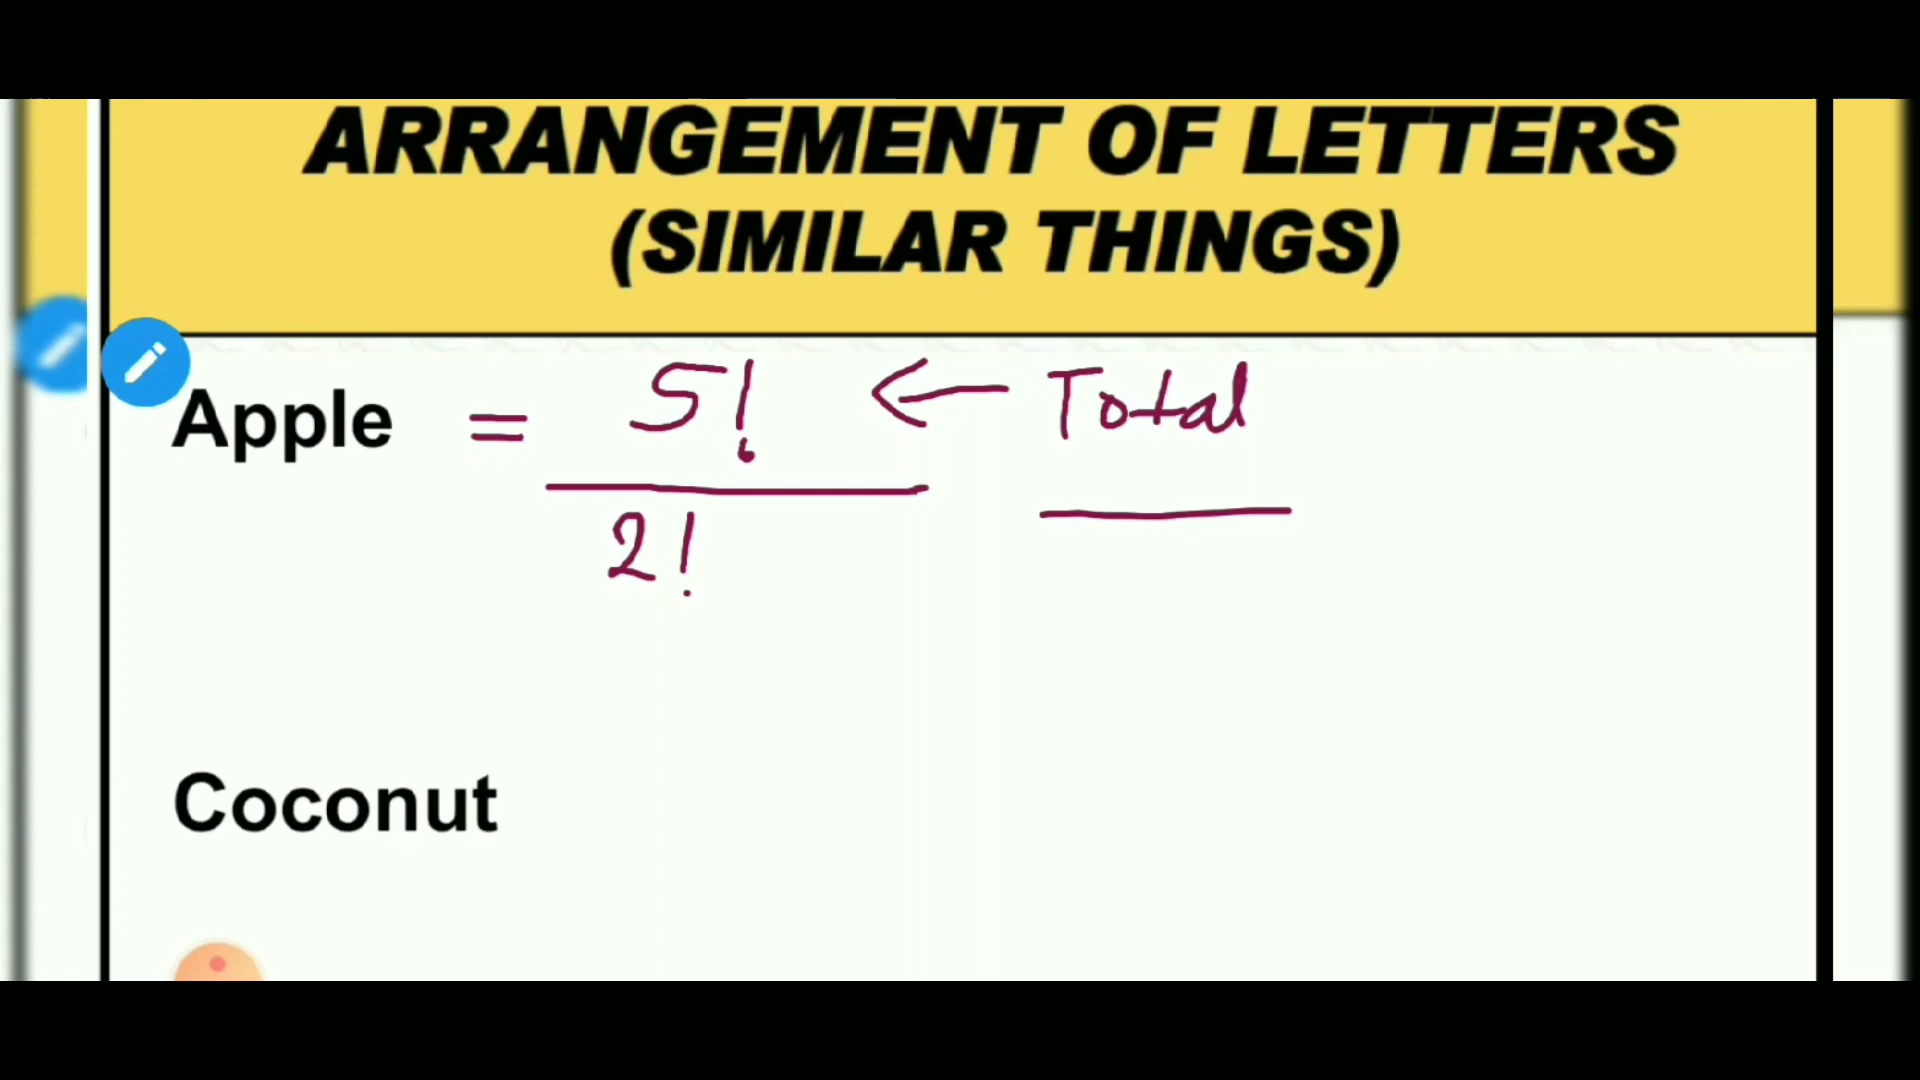 ARRANGEMENT OF LETTERS
(SIMILAR THINGS)
Apple = 5! ← Total
2!
Coconut